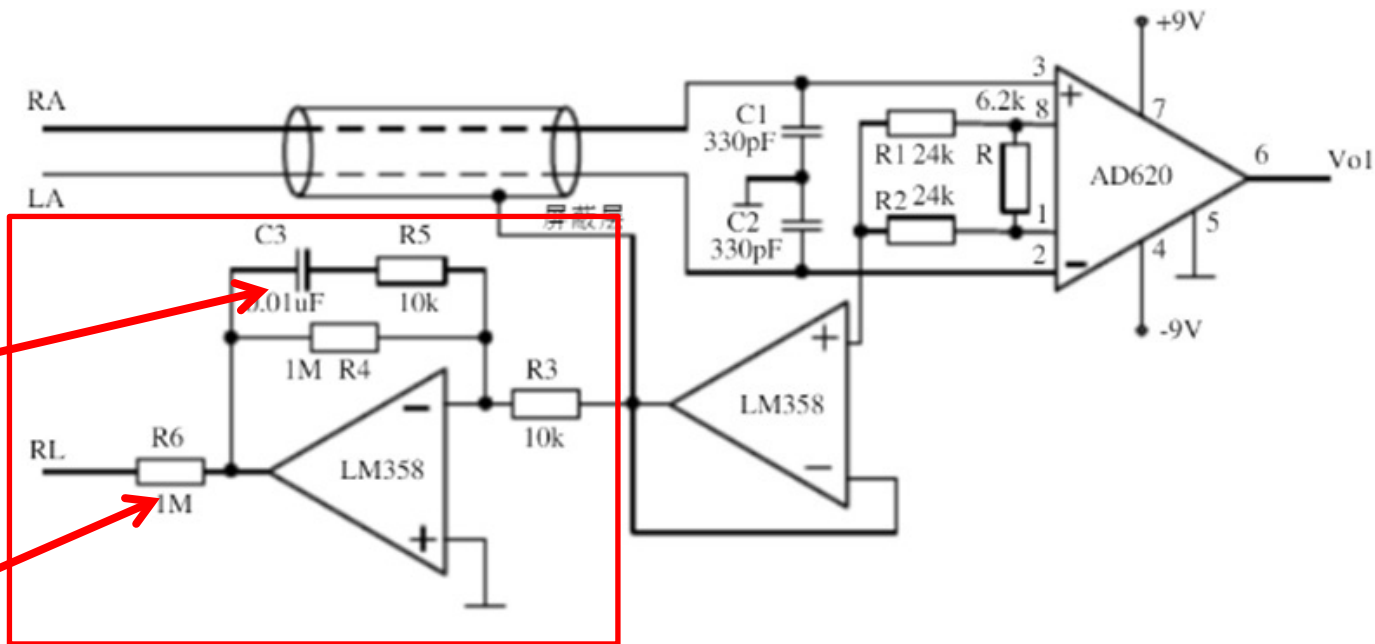 +9V
RA
LA
屏蔽层
C1
330pF
C2
330pF
3
6.2k
8
R1 24k
R
R2 24k
1
2
+
7
AD620
6
Vo1
5
4
-9V
C3
R5
0.01uF
10k
1M R4
R3
10k
LM358
+
−
RL
R6
1M
LM358
−
+
−